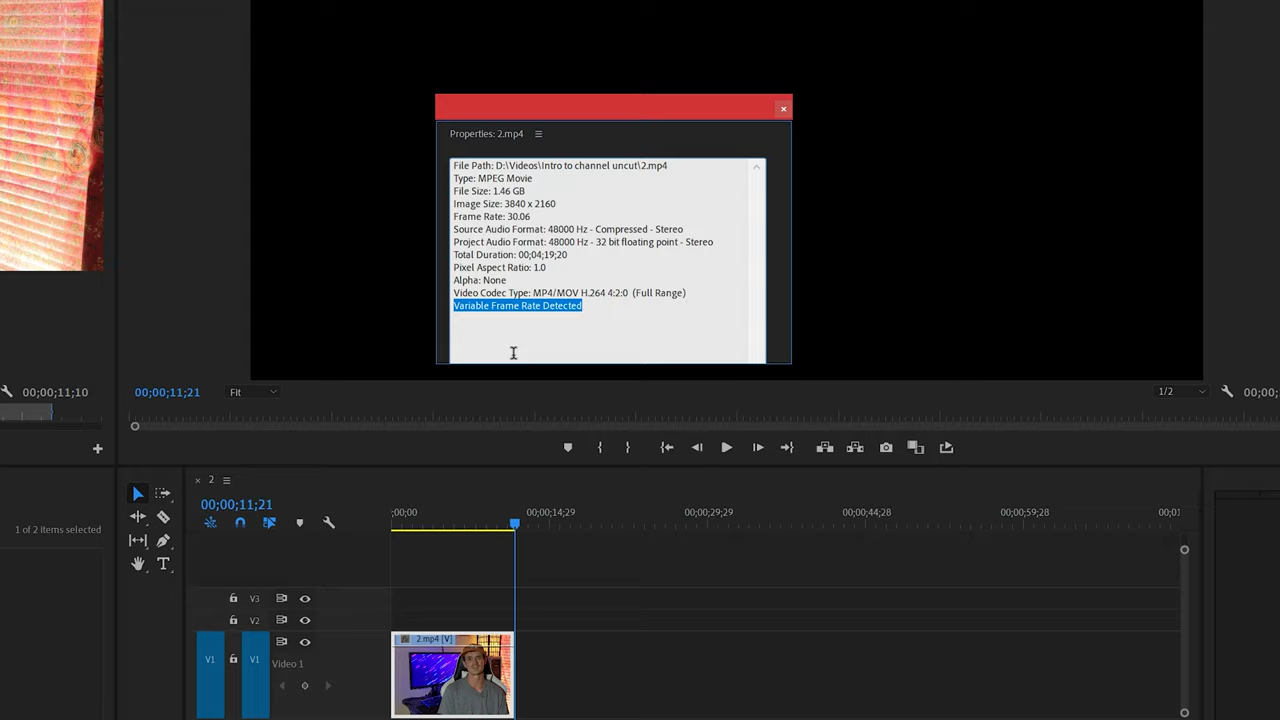 Properties: 2.mp4
File Path: D:\Videos\Intro to channel uncut\2.mp4
Type: MPEG Movie
File Size: 1.46 GB
Image Size: 3840 x 2160
Frame Rate: 30.06
Source Audio Format: 48000 Hz - Compressed - Stereo
Project Audio Format: 48000 Hz - 32 bit floating point - Stereo
Total Duration: 00;04;19;20
Pixel Aspect Ratio: 1.0
Alpha: None
Video Codec Type: MP4/MOV H.264 4:2:0 (Full Range)
Variable Frame Rate Detected
00;00;11;10
00;00;11;21
Fit
1/2
00;00;
2
00;00;11;21
;00;00
00;00;14;29
00;00;29;29
00;00;44;28
00;00;59;28
00;01
1 of 2 items selected
V3
V2
V1
V1
Video 1
2.mp4 [V]